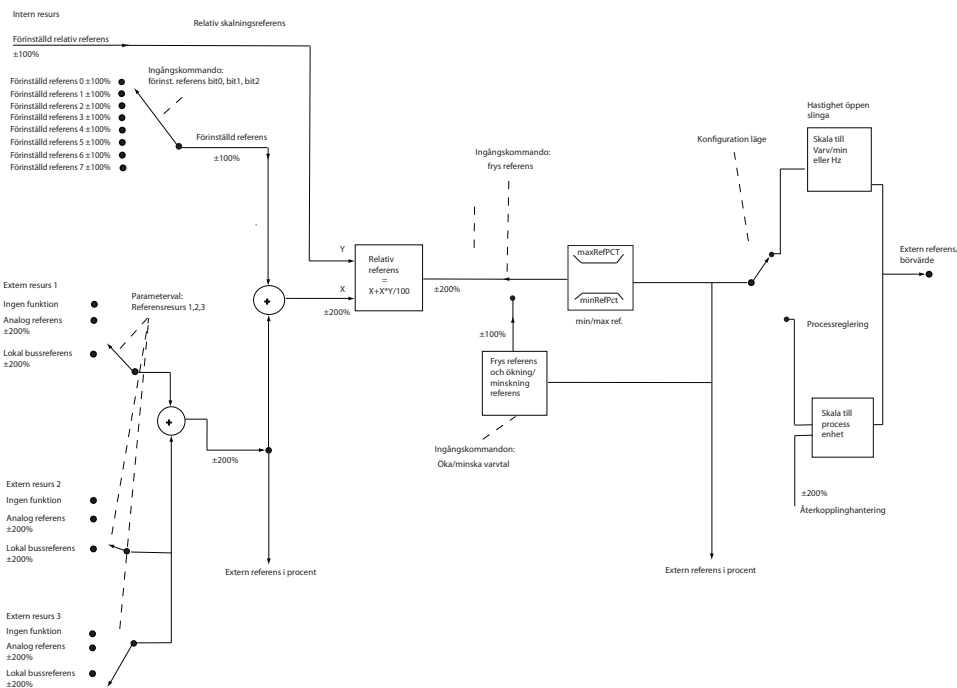 Intern resurs
Relativ skalningsreferens
Förinställd relativ referens
±100%
Ingångskommando:
förinst. referens bit0, bit1, bit2
Förinställd referens 0 ±100%
Förinställd referens 1 ±100%
Förinställd referens 2 ±100%
Förinställd referens 3 ±100%
Förinställd referens 4 ±100%
Förinställd referens 5 ±100%
Förinställd referens 6 ±100%
Förinställd referens 7 ±100%
Förinställd referens
±100%
Ingångskommando:
frys referens
Konfiguration läge
Hastighet öppen
slinga
Skala till
Varv/min
eller Hz
Y
X
±200%
Relativ
referens
=
X+X*Y/100
±200%
maxRefPCT
minRefPct
min/max ref.
Extern referens,
börvärde
Extern resurs 1
Ingen funktion
Analog referens
±200%
Lokal bussreferens
±200%
Parameterval:
Referensresurs 1,2,3
+
+
±200%
±100%
Frys referens
och ökning/
minskning
referens
Ingångskommandon:
Öka/minska varvtal
Processreglering
Skala till
process
enhet
±200%
Återkopplinghantering
Extern resurs 2
Ingen funktion
Analog referens
±200%
Lokal bussreferens
±200%
Extern referens i procent
Extern referens i procent
Extern resurs 3
Ingen funktion
Analog referens
±200%
Lokal bussreferens
±200%